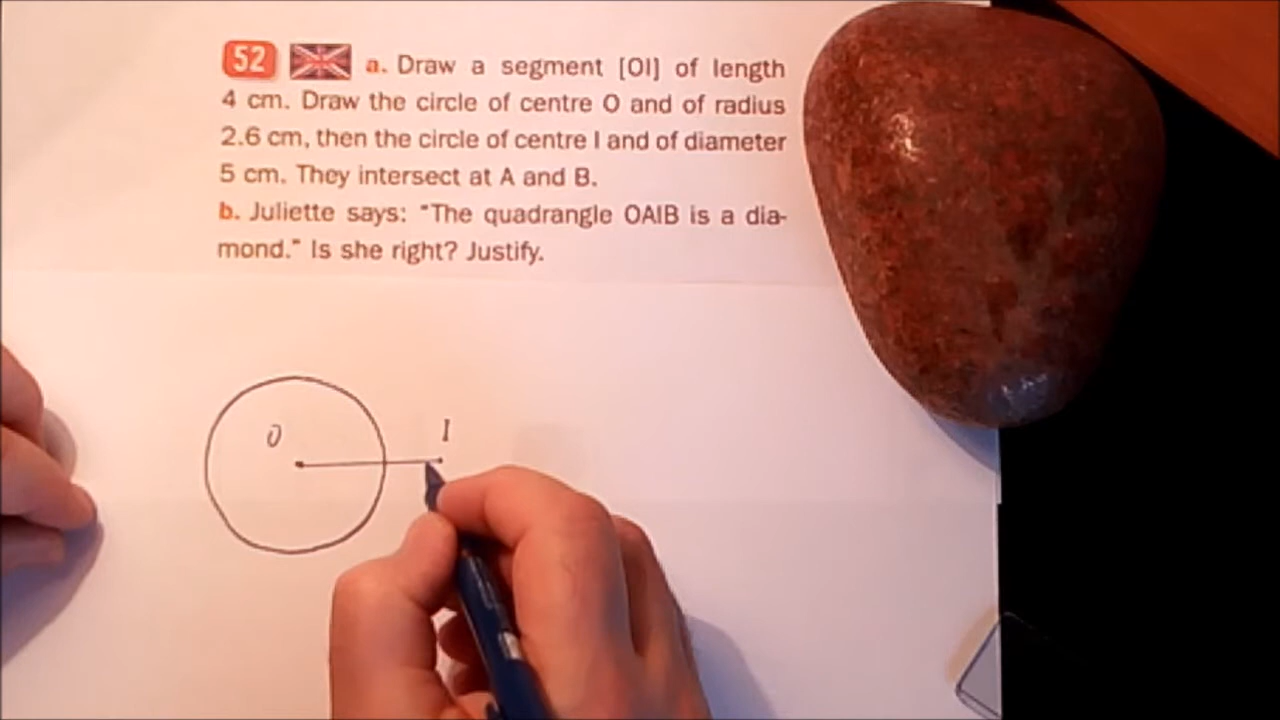 52 a. Draw a segment [OI] of length
4 cm. Draw the circle of centre O and of radius
2.6 cm, then the circle of centre I and of diameter
5 cm. They intersect at A and B.
b. Juliette says: "The quadrangle OAIB is a dia-
mond." Is she right? Justify.
O I